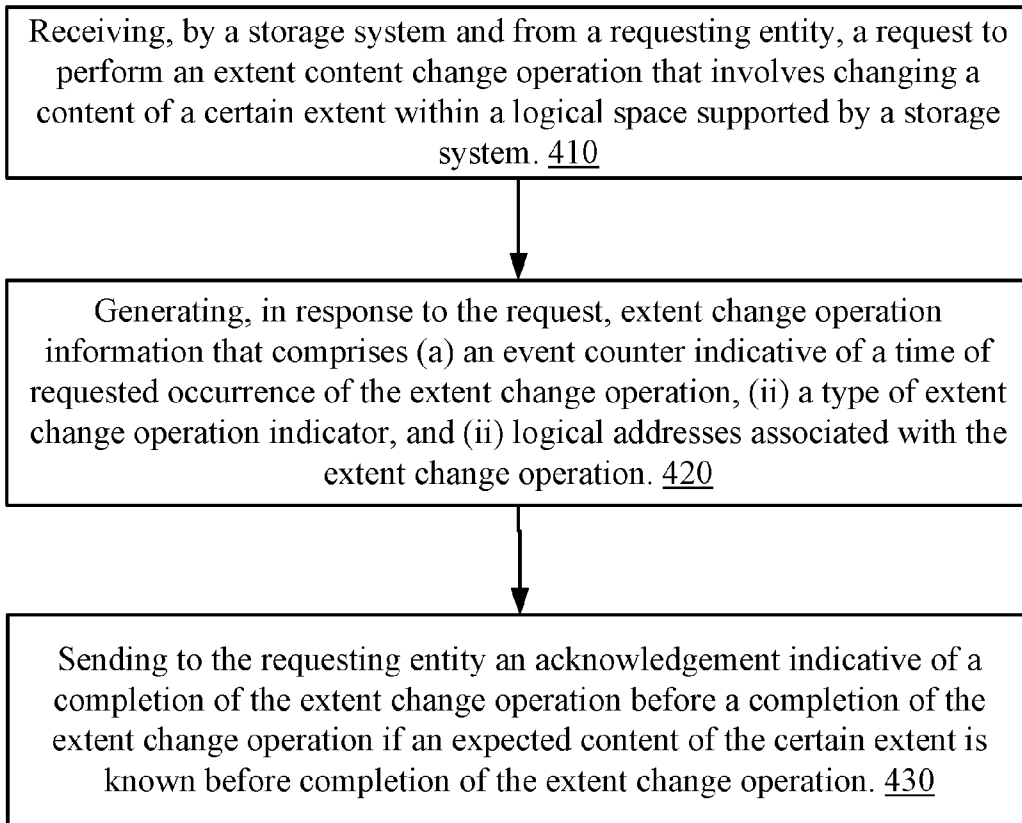 Receiving, by a storage system and from a requesting entity, a request to
perform an extent content change operation that involves changing a
content of a certain extent within a logical space supported by a storage
system. 410
Generating, in response to the request, extent change operation
information that comprises (a) an event counter indicative of a time of
requested occurrence of the extent change operation, (ii) a type of extent
change operation indicator, and (ii) logical addresses associated with the
extent change operation. 420
Sending to the requesting entity an acknowledgement indicative of a
completion of the extent change operation before a completion of the
extent change operation if an expected content of the certain extent is
known before completion of the extent change operation. 430